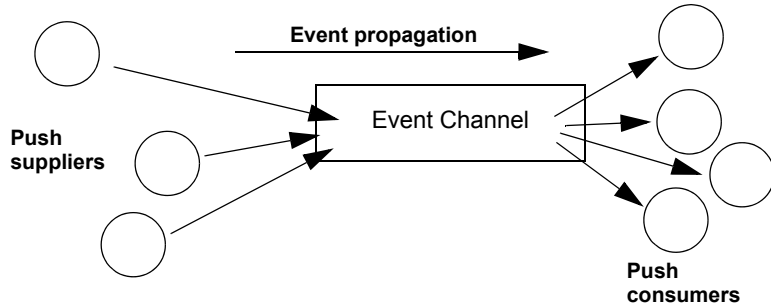 Event propagation
Event Channel
Push
suppliers
Push
consumers